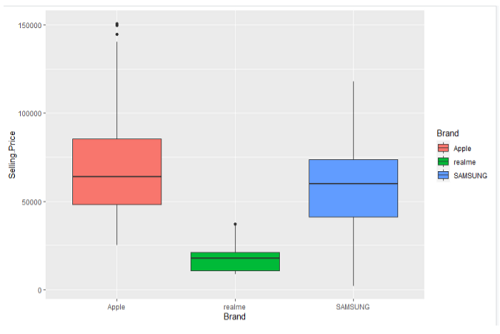 150000
100000
50000
0
Selling.Price
Apple
realme
SAMSUNG
Brand
Brand
Apple
realme
SAMSUNG